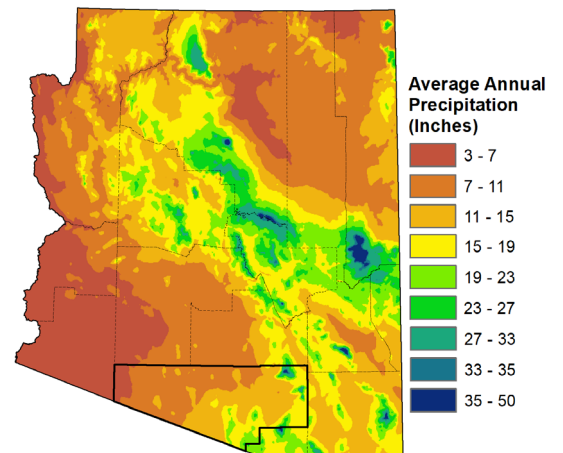 Average Annual
Precipitation
(Inches)
3 - 7
7 - 11
11 - 15
15 - 19
19 - 23
23 - 27
27 - 33
33 - 35
35 - 50